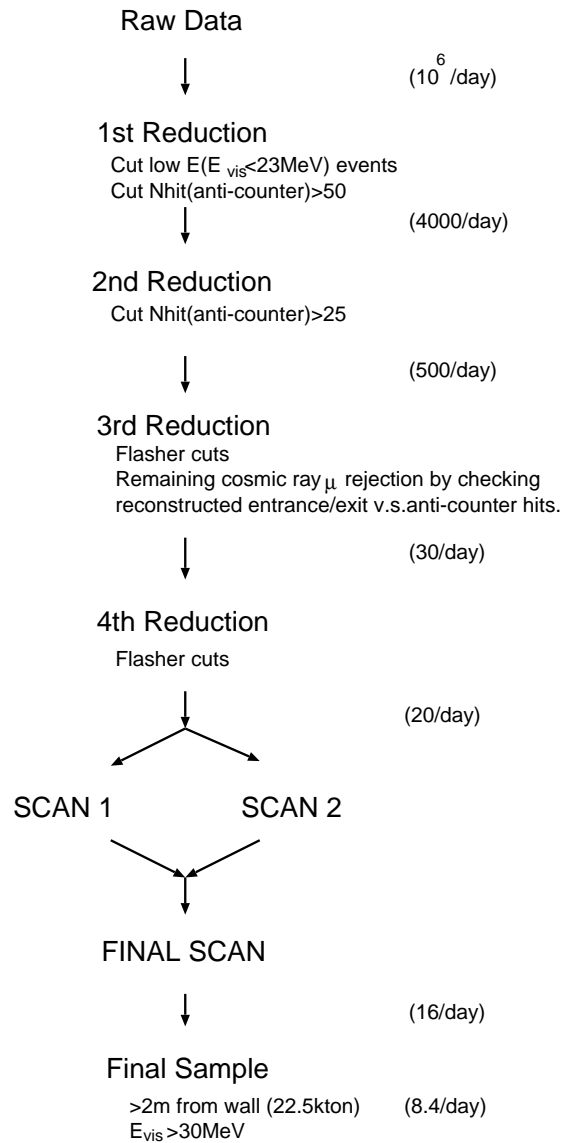 Raw Data
(10^6 /day)
1st Reduction
Cut low E(E vis<23MeV) events
Cut Nhit(anti-counter)>50
(4000/day)
2nd Reduction
Cut Nhit(anti-counter)>25
(500/day)
3rd Reduction
Flasher cuts
Remaining cosmic ray μ rejection by checking
reconstructed entrance/exit v.s.anti-counter hits.
(30/day)
4th Reduction
Flasher cuts
(20/day)
SCAN 1 SCAN 2
FINAL SCAN
(16/day)
Final Sample
>2m from wall (22.5kton) (8.4/day)
Evis >30MeV